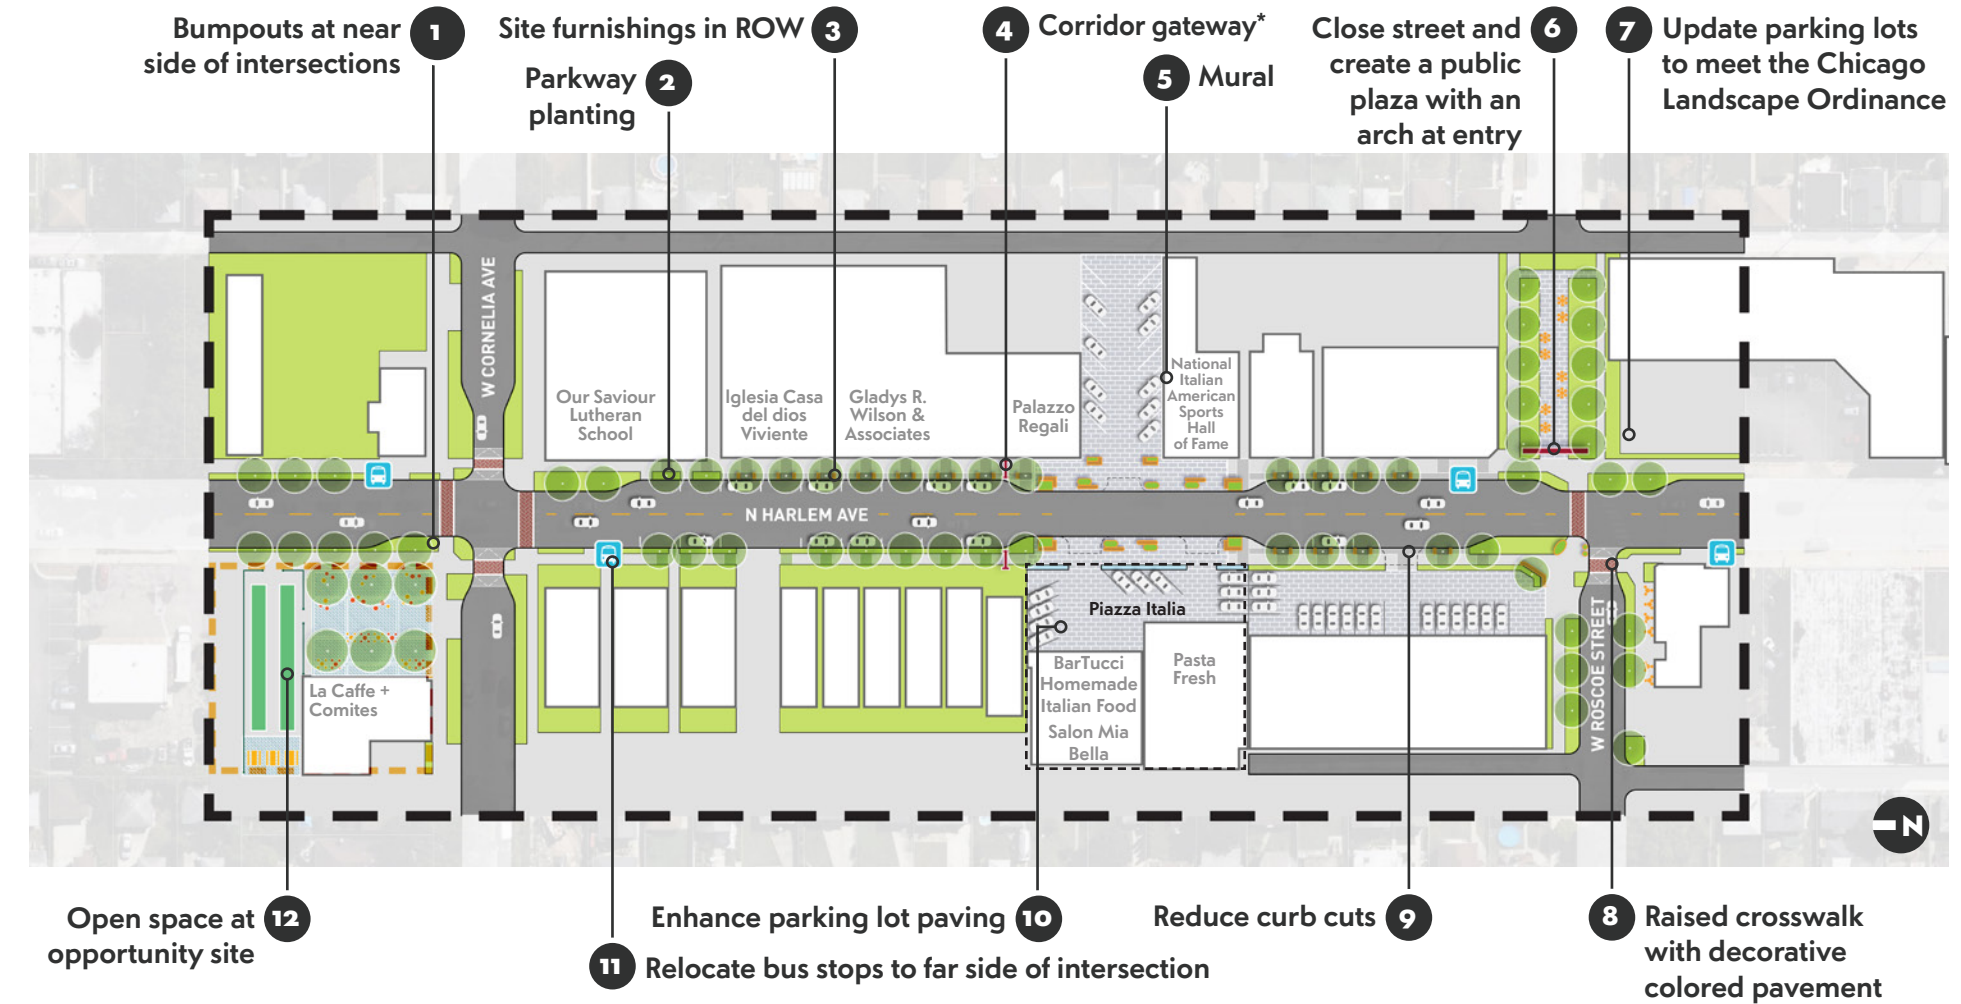 Bumpouts at near
side of intersections
1
Site furnishings in ROW
3
Parkway
planting
2
4
Corridor gateway*
5
Mural
Close street and
create a public
plaza with an
arch at entry
6
7
Update parking lots
to meet the Chicago
Landscape Ordinance
W CORNELIA AVE
Our Saviour
Lutheran
School
Iglesia Casa
del dios
Viviente
Gladys R.
Wilson &
Associates
Palazzo
Regali
National
Italian
American
Sports
Hall
of Fame
N HARLEM AVE
Piazza Italia
La Caffe +
Comites
BarTucci
Homemade
Italian Food
Salon Mia
Bella
Pasta
Fresh
W ROSCOE STREET
N
Open space at
opportunity site
12
11
Relocate bus stops to far side of intersection
Enhance parking lot paving
10
Reduce curb cuts
9
8
Raised crosswalk
with decorative
colored pavement